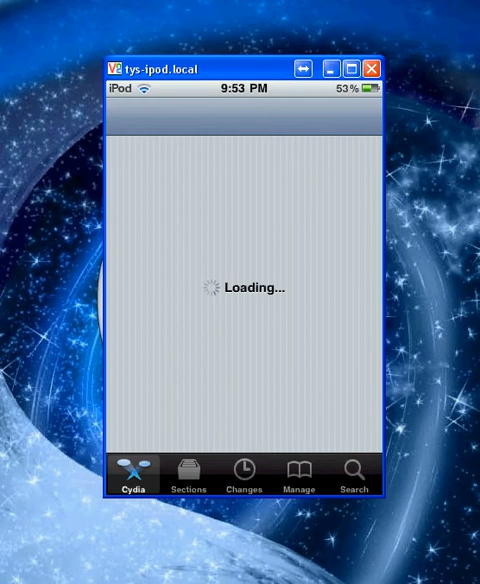 tys-ipod.local
iPod 9:53 PM 53%
Loading...
Cydia Sections Changes Manage Search